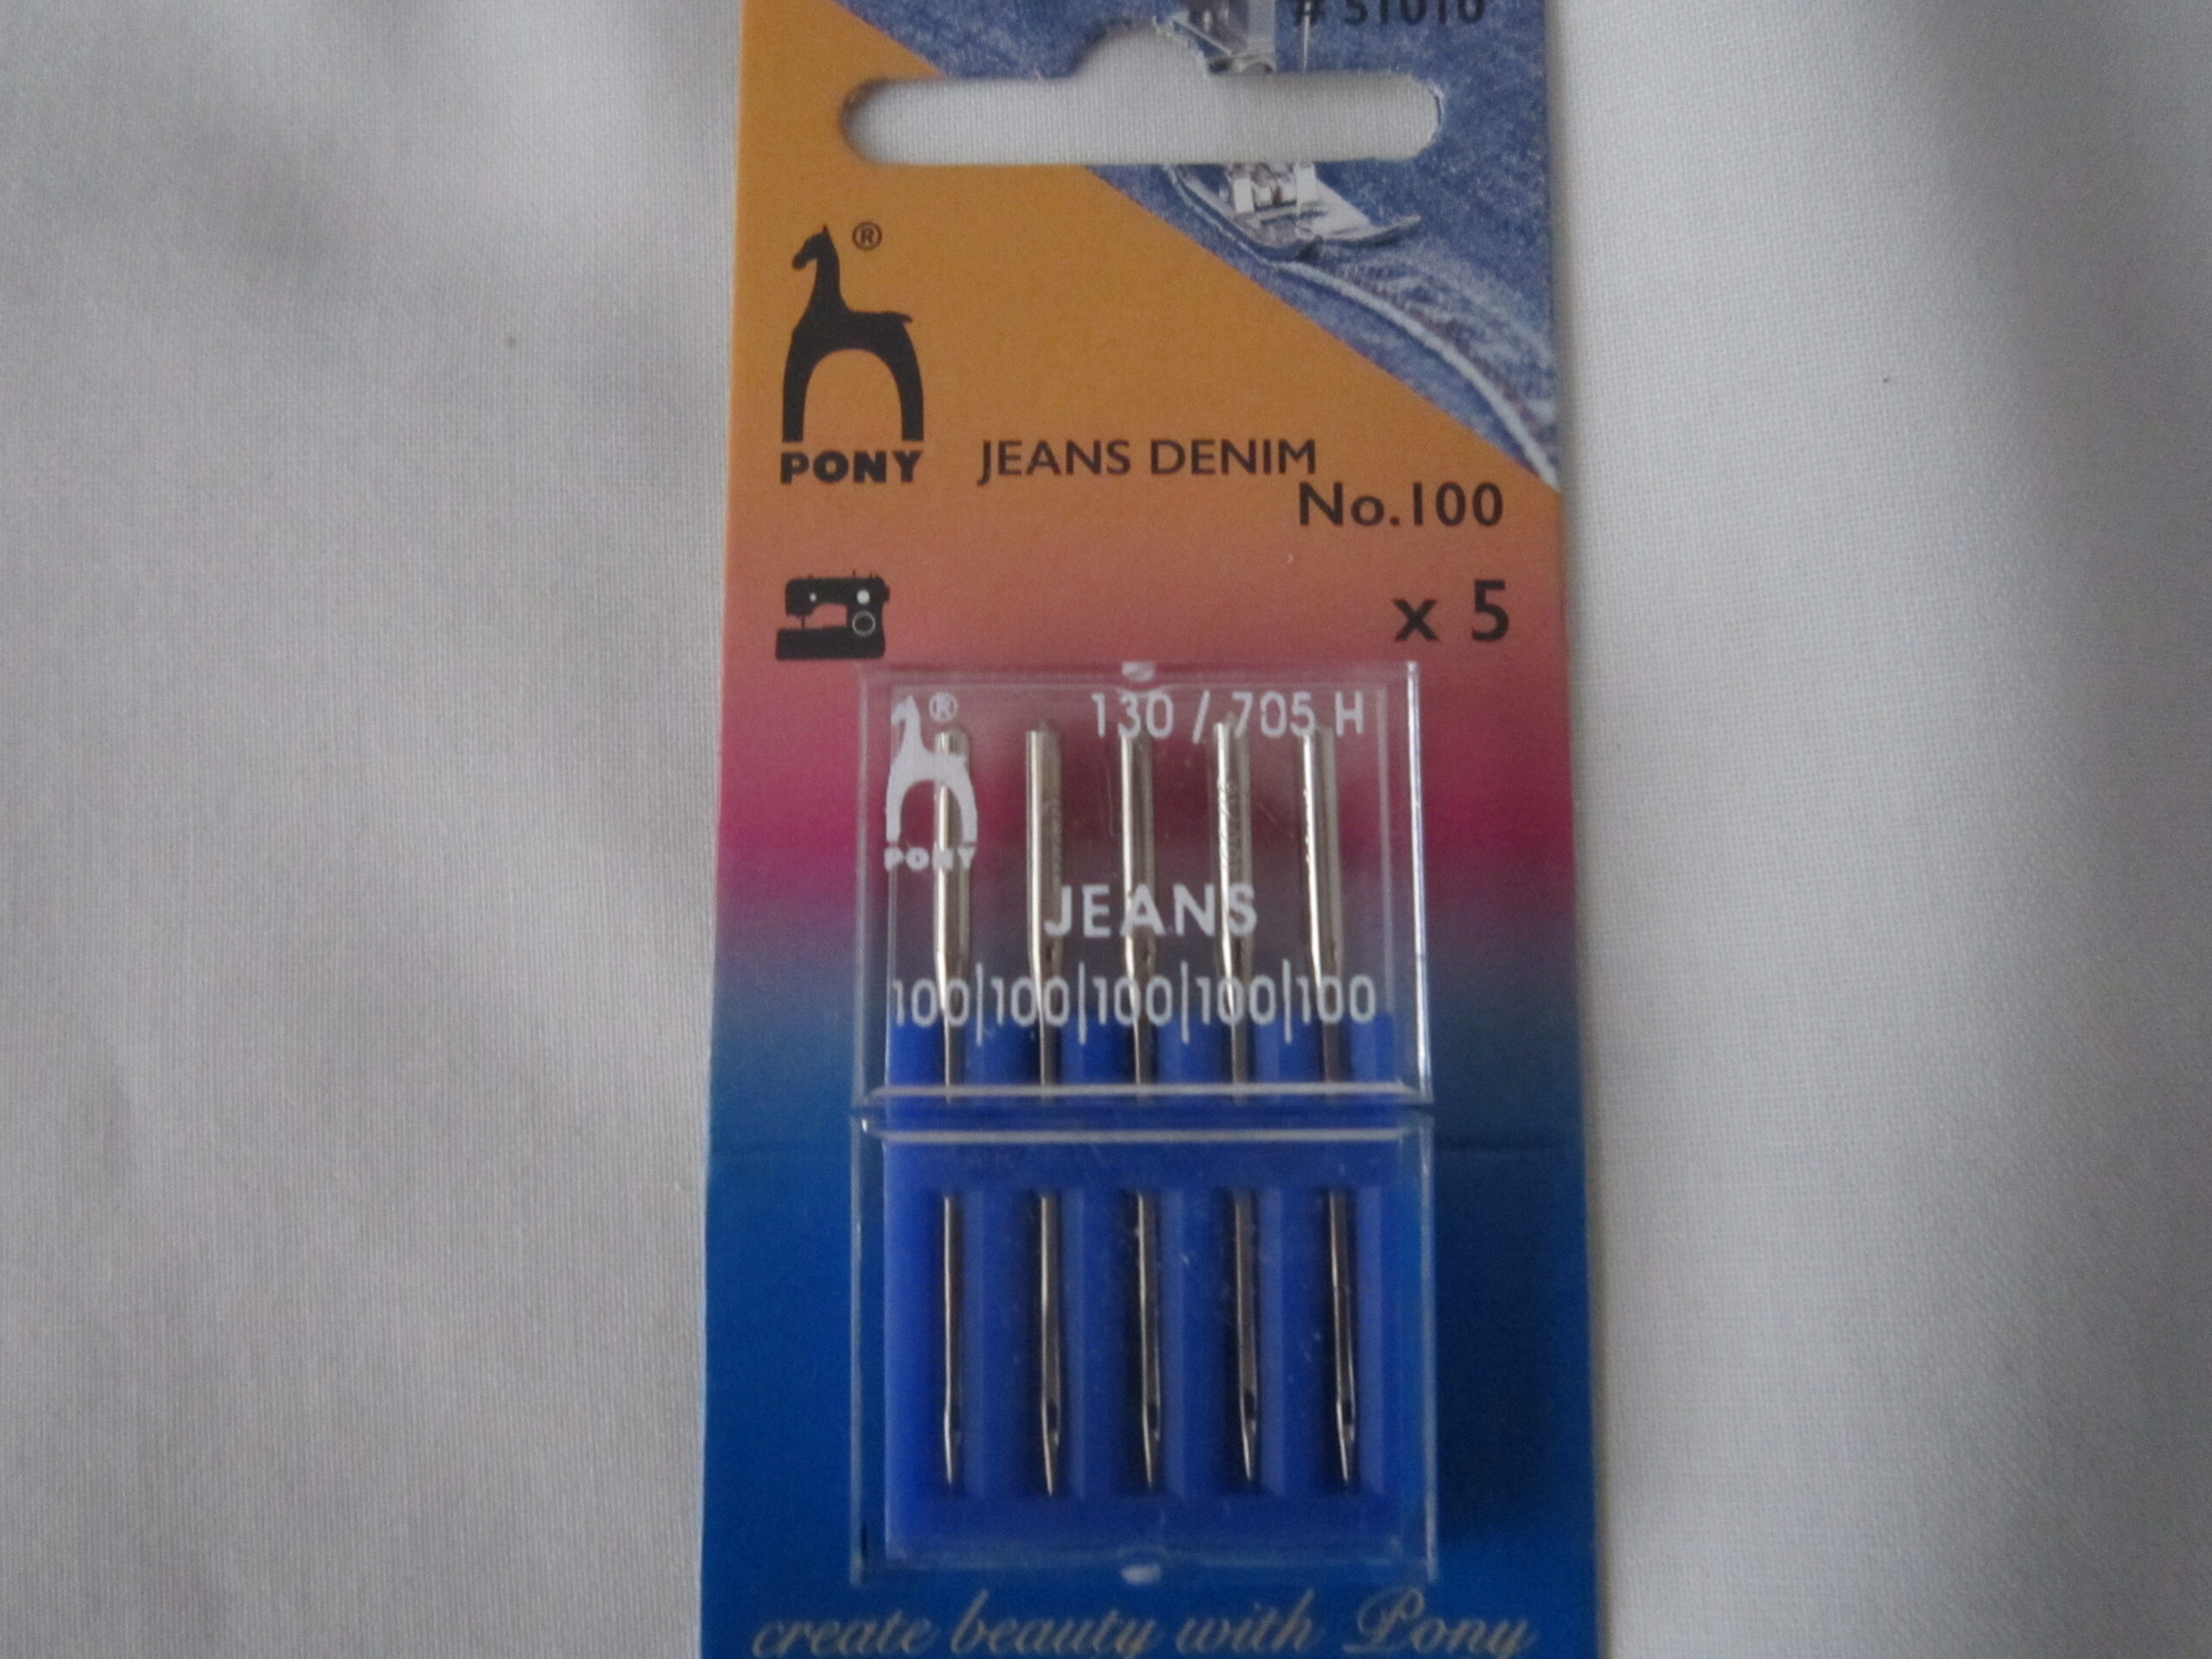 # 51010
®
PONY
JEANS DENIM
No.100
x 5
®
130 / 705 H
PONY
JEANS
100|100|100|100|100
create beauty with Pony